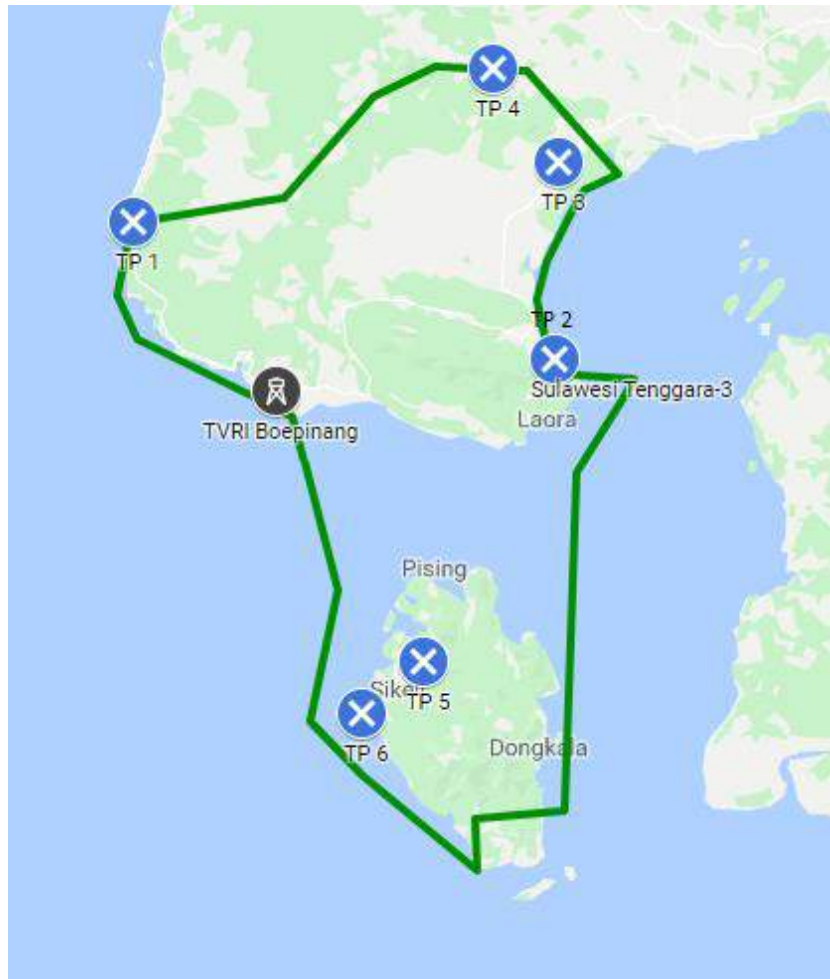 TP 4
TP 3
TP 1
TP 2
Sulawesi Tenggara-3
Laora
TVRI Boepinang
Pising
TP 5
TP 6
Dongkala